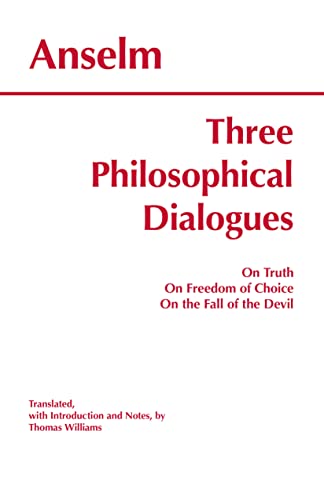 Anselm
Three
Philosophical
Dialogues
On Truth
On Freedom of Choice
On the Fall of the Devil
Translated,
with Introduction and Notes, by
Thomas Williams